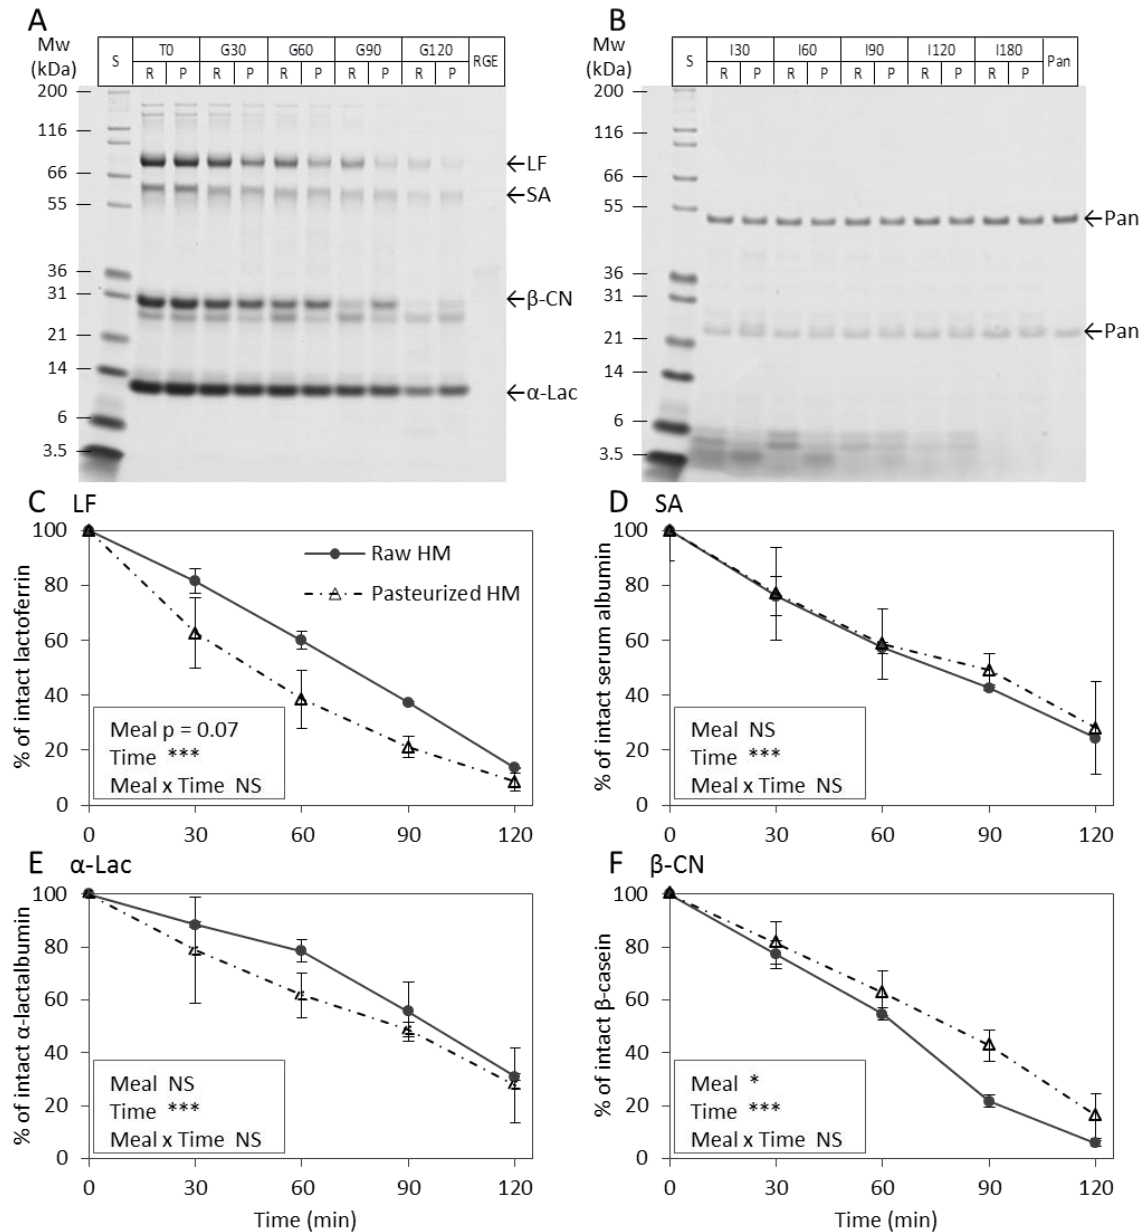 A
Mw
(kDa)
S
T0 G30 G60 G90 G120
R P R P R P R P R P
RGE
200
116
66
55
36
31
21
14
6
3.5
←LF
←SA
←β-CN
←α-Lac
B
Mw
(kDa)
S
I30 I60 I90 I120 I180
R P R P R P R P R P
Pan
200
116
66
55
36
31
21
14
6
3.5
←Pan
←Pan
C LF
% of intact lactoferrin
100
80
60
40
20
0
Raw HM
Pasteurized HM
Meal p = 0.07
Time ***
Meal x Time NS
0 30 60 90 120
D SA
% of intact serum albumin
100
80
60
40
20
0
Meal NS
Time ***
Meal x Time NS
0 30 60 90 120
E α-Lac
% of intact α-lactalbumin
100
80
60
40
20
0
Meal NS
Time ***
Meal x Time NS
0 30 60 90 120
Time (min)
F β-CN
% of intact β-casein
100
80
60
40
20
0
Meal *
Time ***
Meal x Time NS
0 30 60 90 120
Time (min)